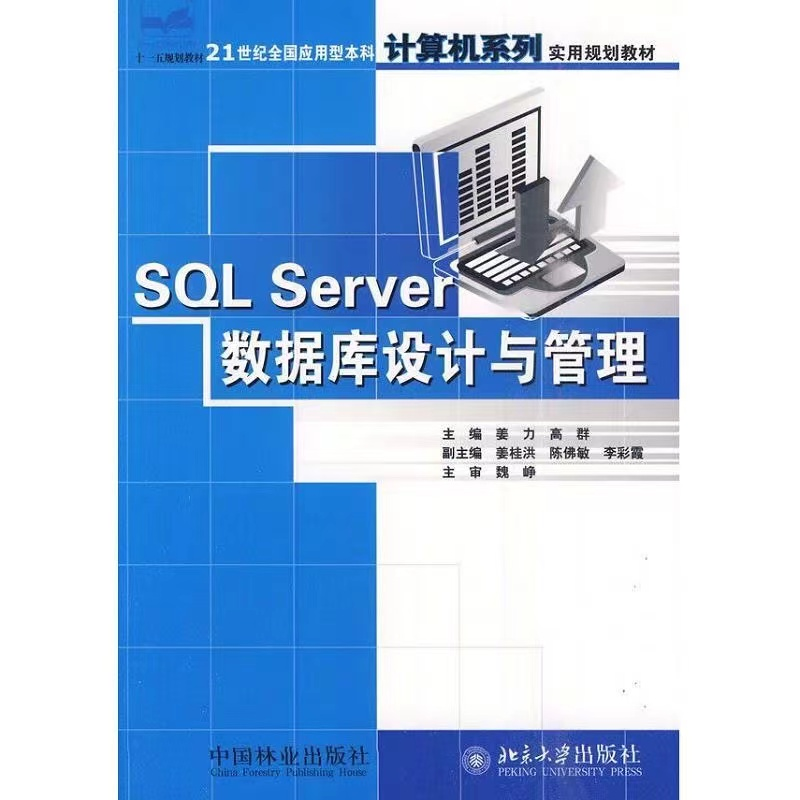 十一五规划教材
21世纪全国应用型本科 计算机系列 实用规划教材
SQL Server
数据库设计与管理
主编 姜力 高群
副主编 姜桂洪 陈佛敏 李彩霞
主审 魏峥
中国林业出版社
China Forestry Publishing House
北京大学出版社
PEKING UNIVERSITY PRESS